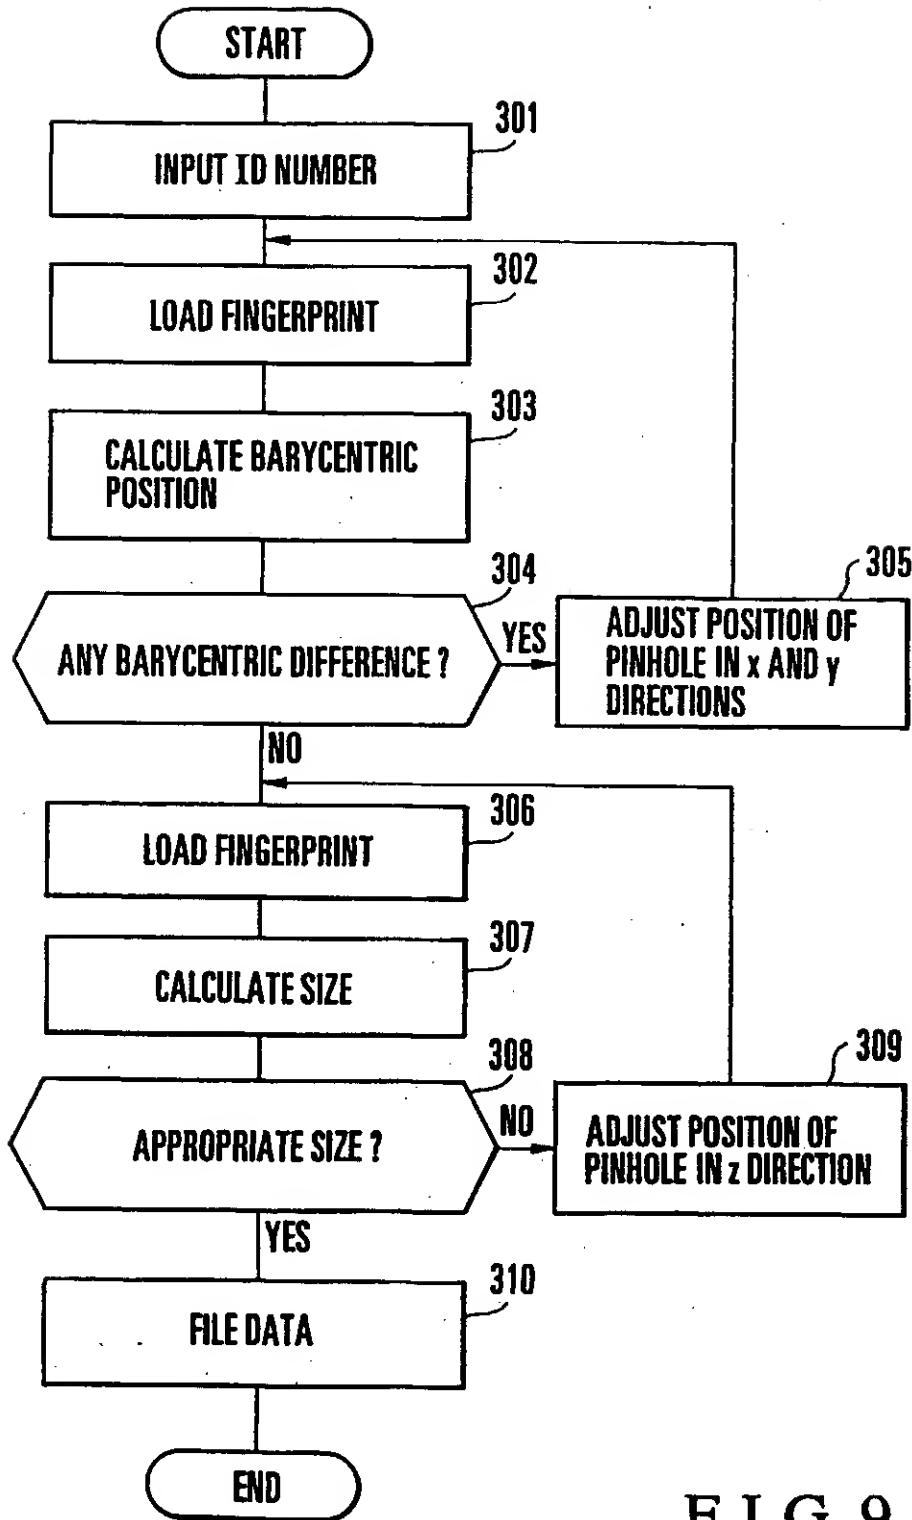 START
301
INPUT ID NUMBER
302
LOAD FINGERPRINT
303
CALCULATE BARYCENTRIC
POSITION
304
ANY BARYCENTRIC DIFFERENCE ?
YES
305
ADJUST POSITION OF
PINHOLE IN x AND y
DIRECTIONS
NO
306
LOAD FINGERPRINT
307
CALCULATE SIZE
308
APPROPRIATE SIZE ?
NO
309
ADJUST POSITION OF
PINHOLE IN z DIRECTION
YES
310
FILE DATA
END
FIG.9